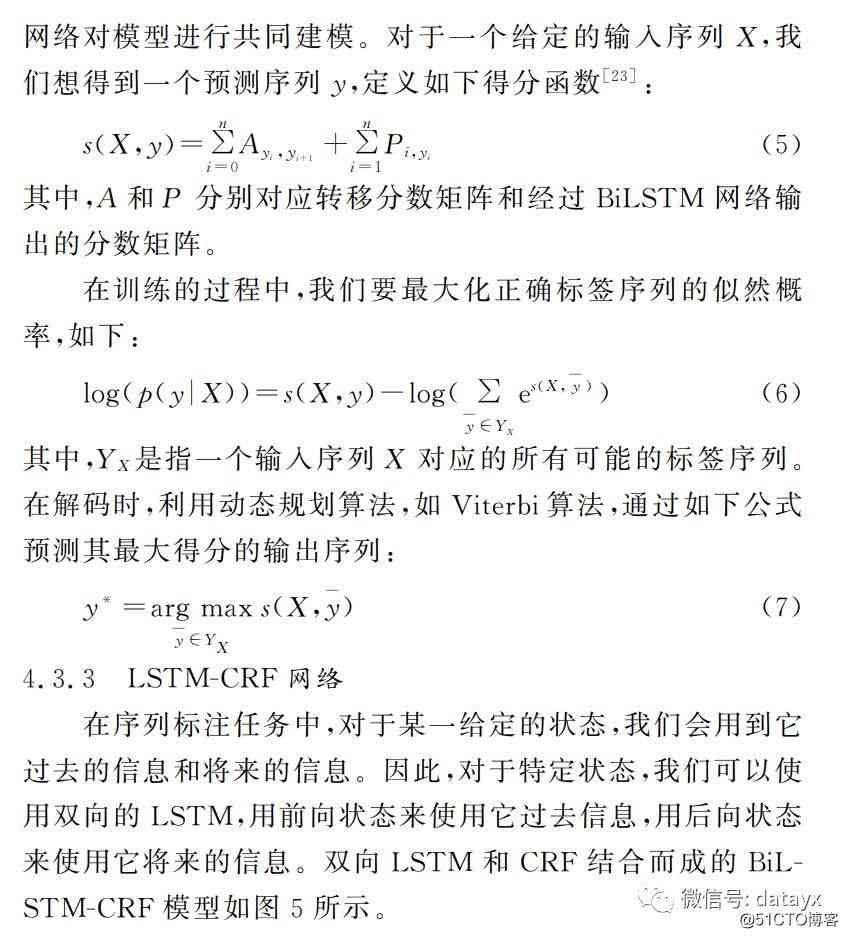 网络对模型进行共同建模。对于一个给定的输入序列 X,我
们想得到一个预测序列 y,定义如下得分函数[23]:
s(X,y)=∑_{i=0}^{n}A_{y_i,y_{i+1}}+∑_{i=1}^{n}P_{i,y_i} (5)
其中,A 和 P 分别对应转移分数矩阵和经过 BiLSTM 网络输
出的分数矩阵。
在训练的过程中,我们要最大化正确标签序列的似然概
率,如下:
log(p(y|X))=s(X,y)-log(∑_{ȳ∈Y_x}e^{s(X,ȳ)}) (6)
其中,Y_X是指一个输入序列 X 对应的所有可能的标签序列。
在解码时,利用动态规划算法,如 Viterbi 算法,通过如下公式
预测其最大得分的输出序列:
y*=arg max_{ȳ∈Y_X} s(X,ȳ) (7)
4.3.3 LSTM-CRF 网络
在序列标注任务中,对于某一给定的状态,我们会用到它
过去的信息和将来的信息。因此,对于特定状态,我们可以使
用双向的 LSTM,用前向状态来使用它过去信息,用后向状态
来使用它将来的信息。双向 LSTM 和 CRF 结合而成的 BiL-
STM-CRF 模型如图 5 所示。
微信号: datayx
@51CTO博客